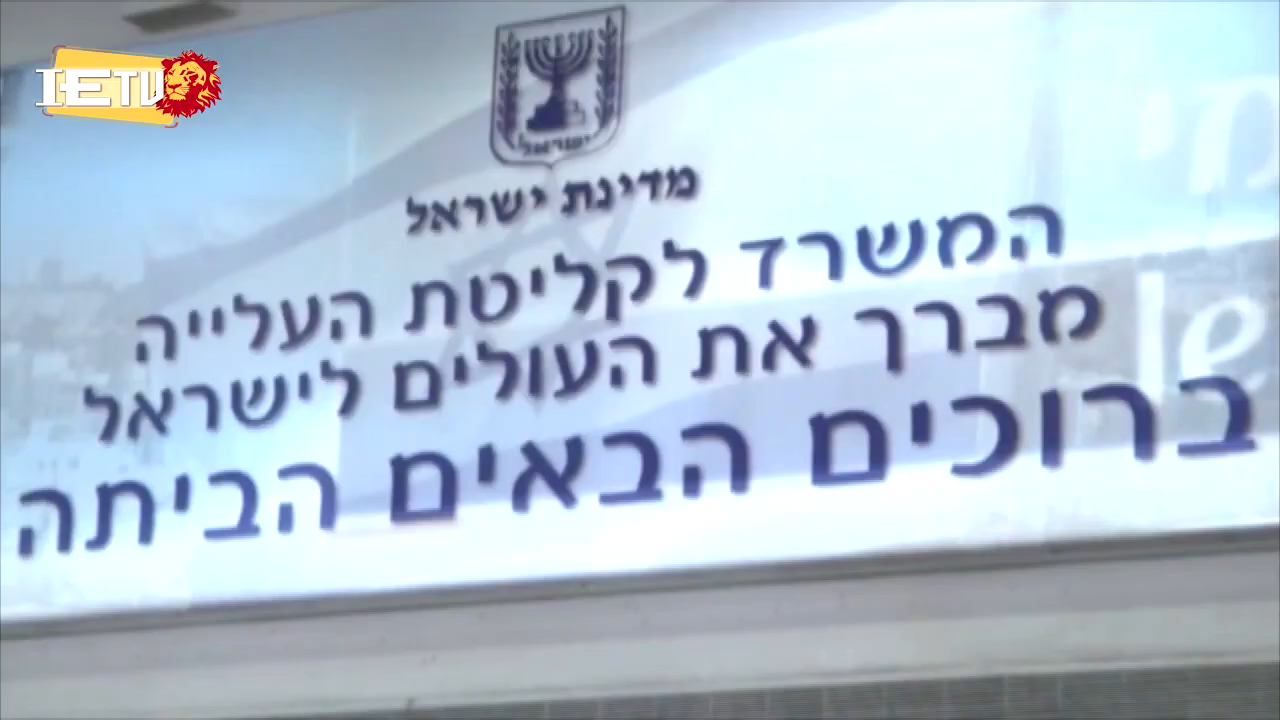 IETV
ישראל
מדינת ישראל
המשרד לקליטת העלייה
מברך את העולים לישראל
ברוכים הבאים הביתה